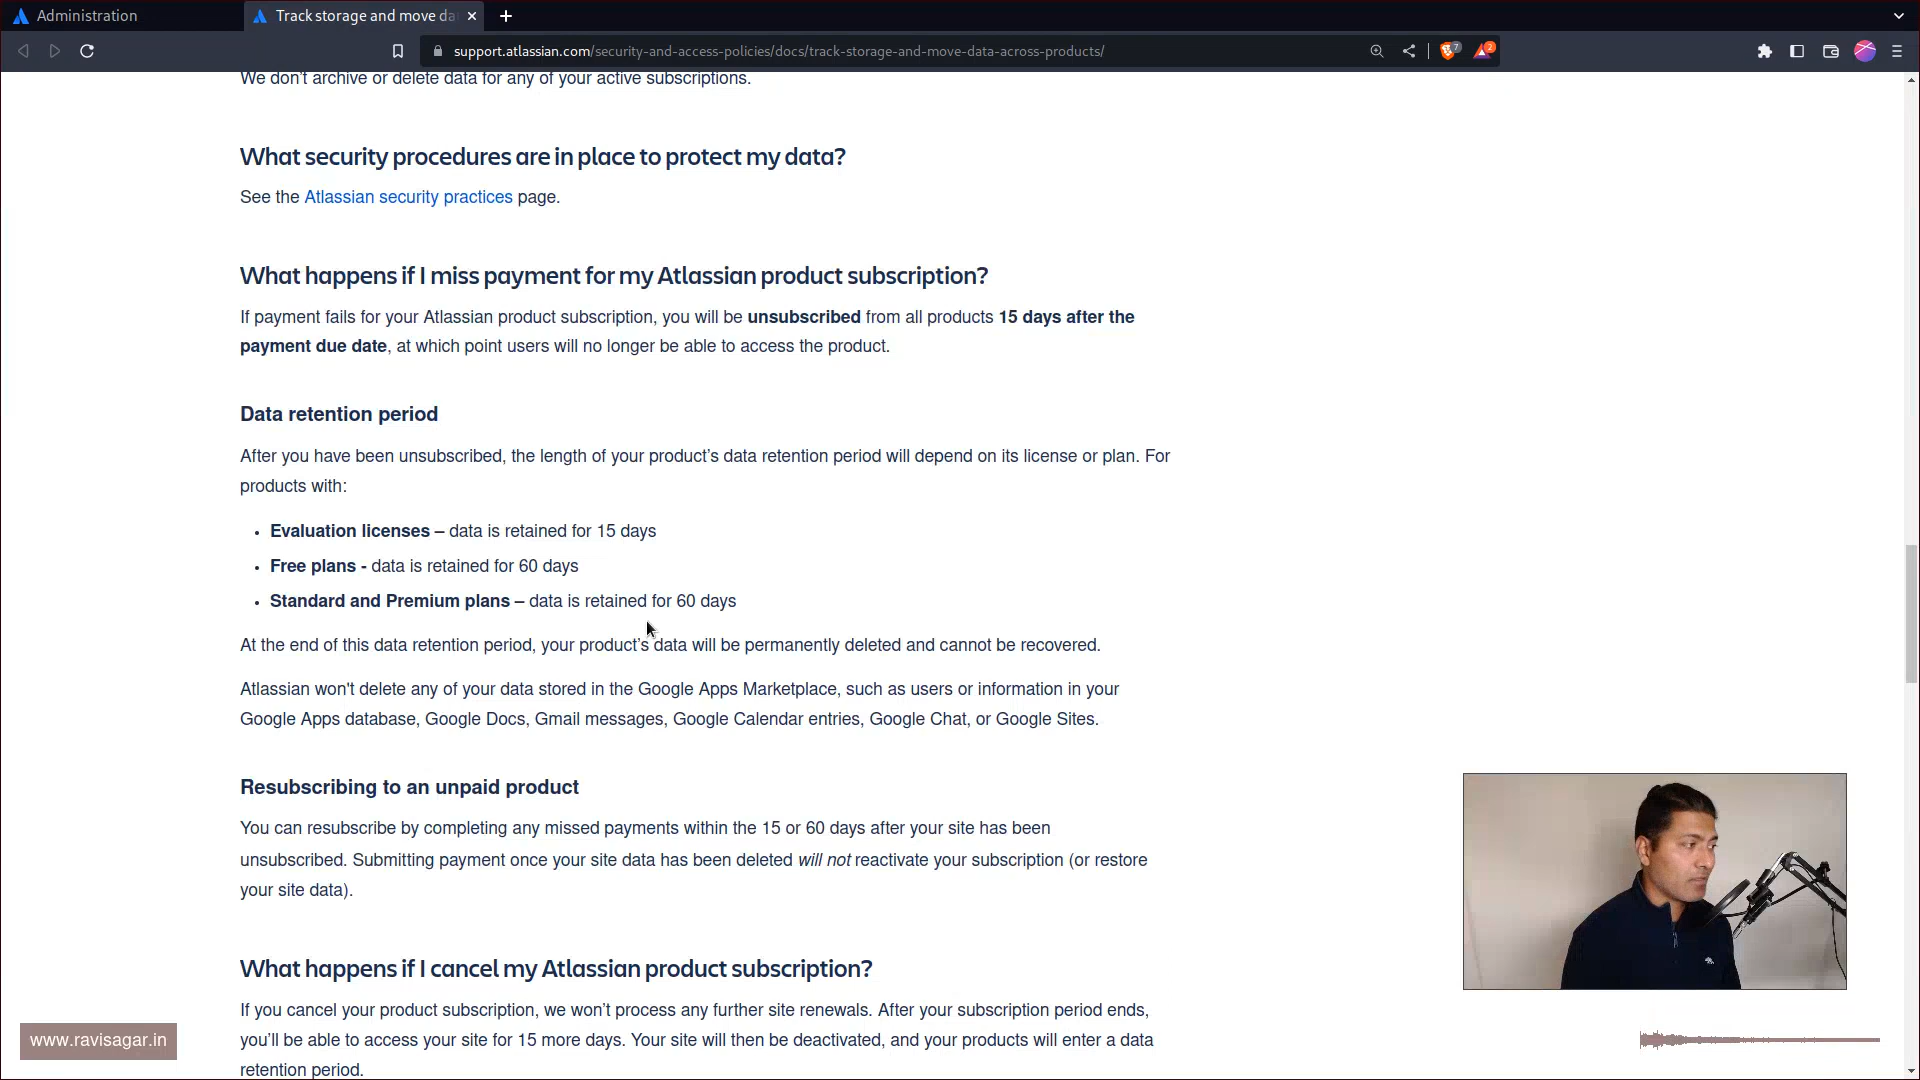 Administration
Track storage and move da
support.atlassian.com/security-and-access-policies/docs/track-storage-and-move-data-across-products/
7
2
We don't archive or delete data for any of your active subscriptions.
What security procedures are in place to protect my data?
See the Atlassian security practices page.
What happens if I miss payment for my Atlassian product subscription?
If payment fails for your Atlassian product subscription, you will be unsubscribed from all products 15 days after the
payment due date, at which point users will no longer be able to access the product.
Data retention period
After you have been unsubscribed, the length of your product's data retention period will depend on its license or plan. For
products with:
• Evaluation licenses – data is retained for 15 days
• Free plans - data is retained for 60 days
• Standard and Premium plans – data is retained for 60 days
At the end of this data retention period, your product's data will be permanently deleted and cannot be recovered.
Atlassian won't delete any of your data stored in the Google Apps Marketplace, such as users or information in your
Google Apps database, Google Docs, Gmail messages, Google Calendar entries, Google Chat, or Google Sites.
Resubscribing to an unpaid product
You can resubscribe by completing any missed payments within the 15 or 60 days after your site has been
unsubscribed. Submitting payment once your site data has been deleted will not reactivate your subscription (or restore
your site data).
What happens if I cancel my Atlassian product subscription?
If you cancel your product subscription, we won't process any further site renewals. After your subscription period ends,
you'll be able to access your site for 15 more days. Your site will then be deactivated, and your products will enter a data
retention period.
www.ravisagar.in